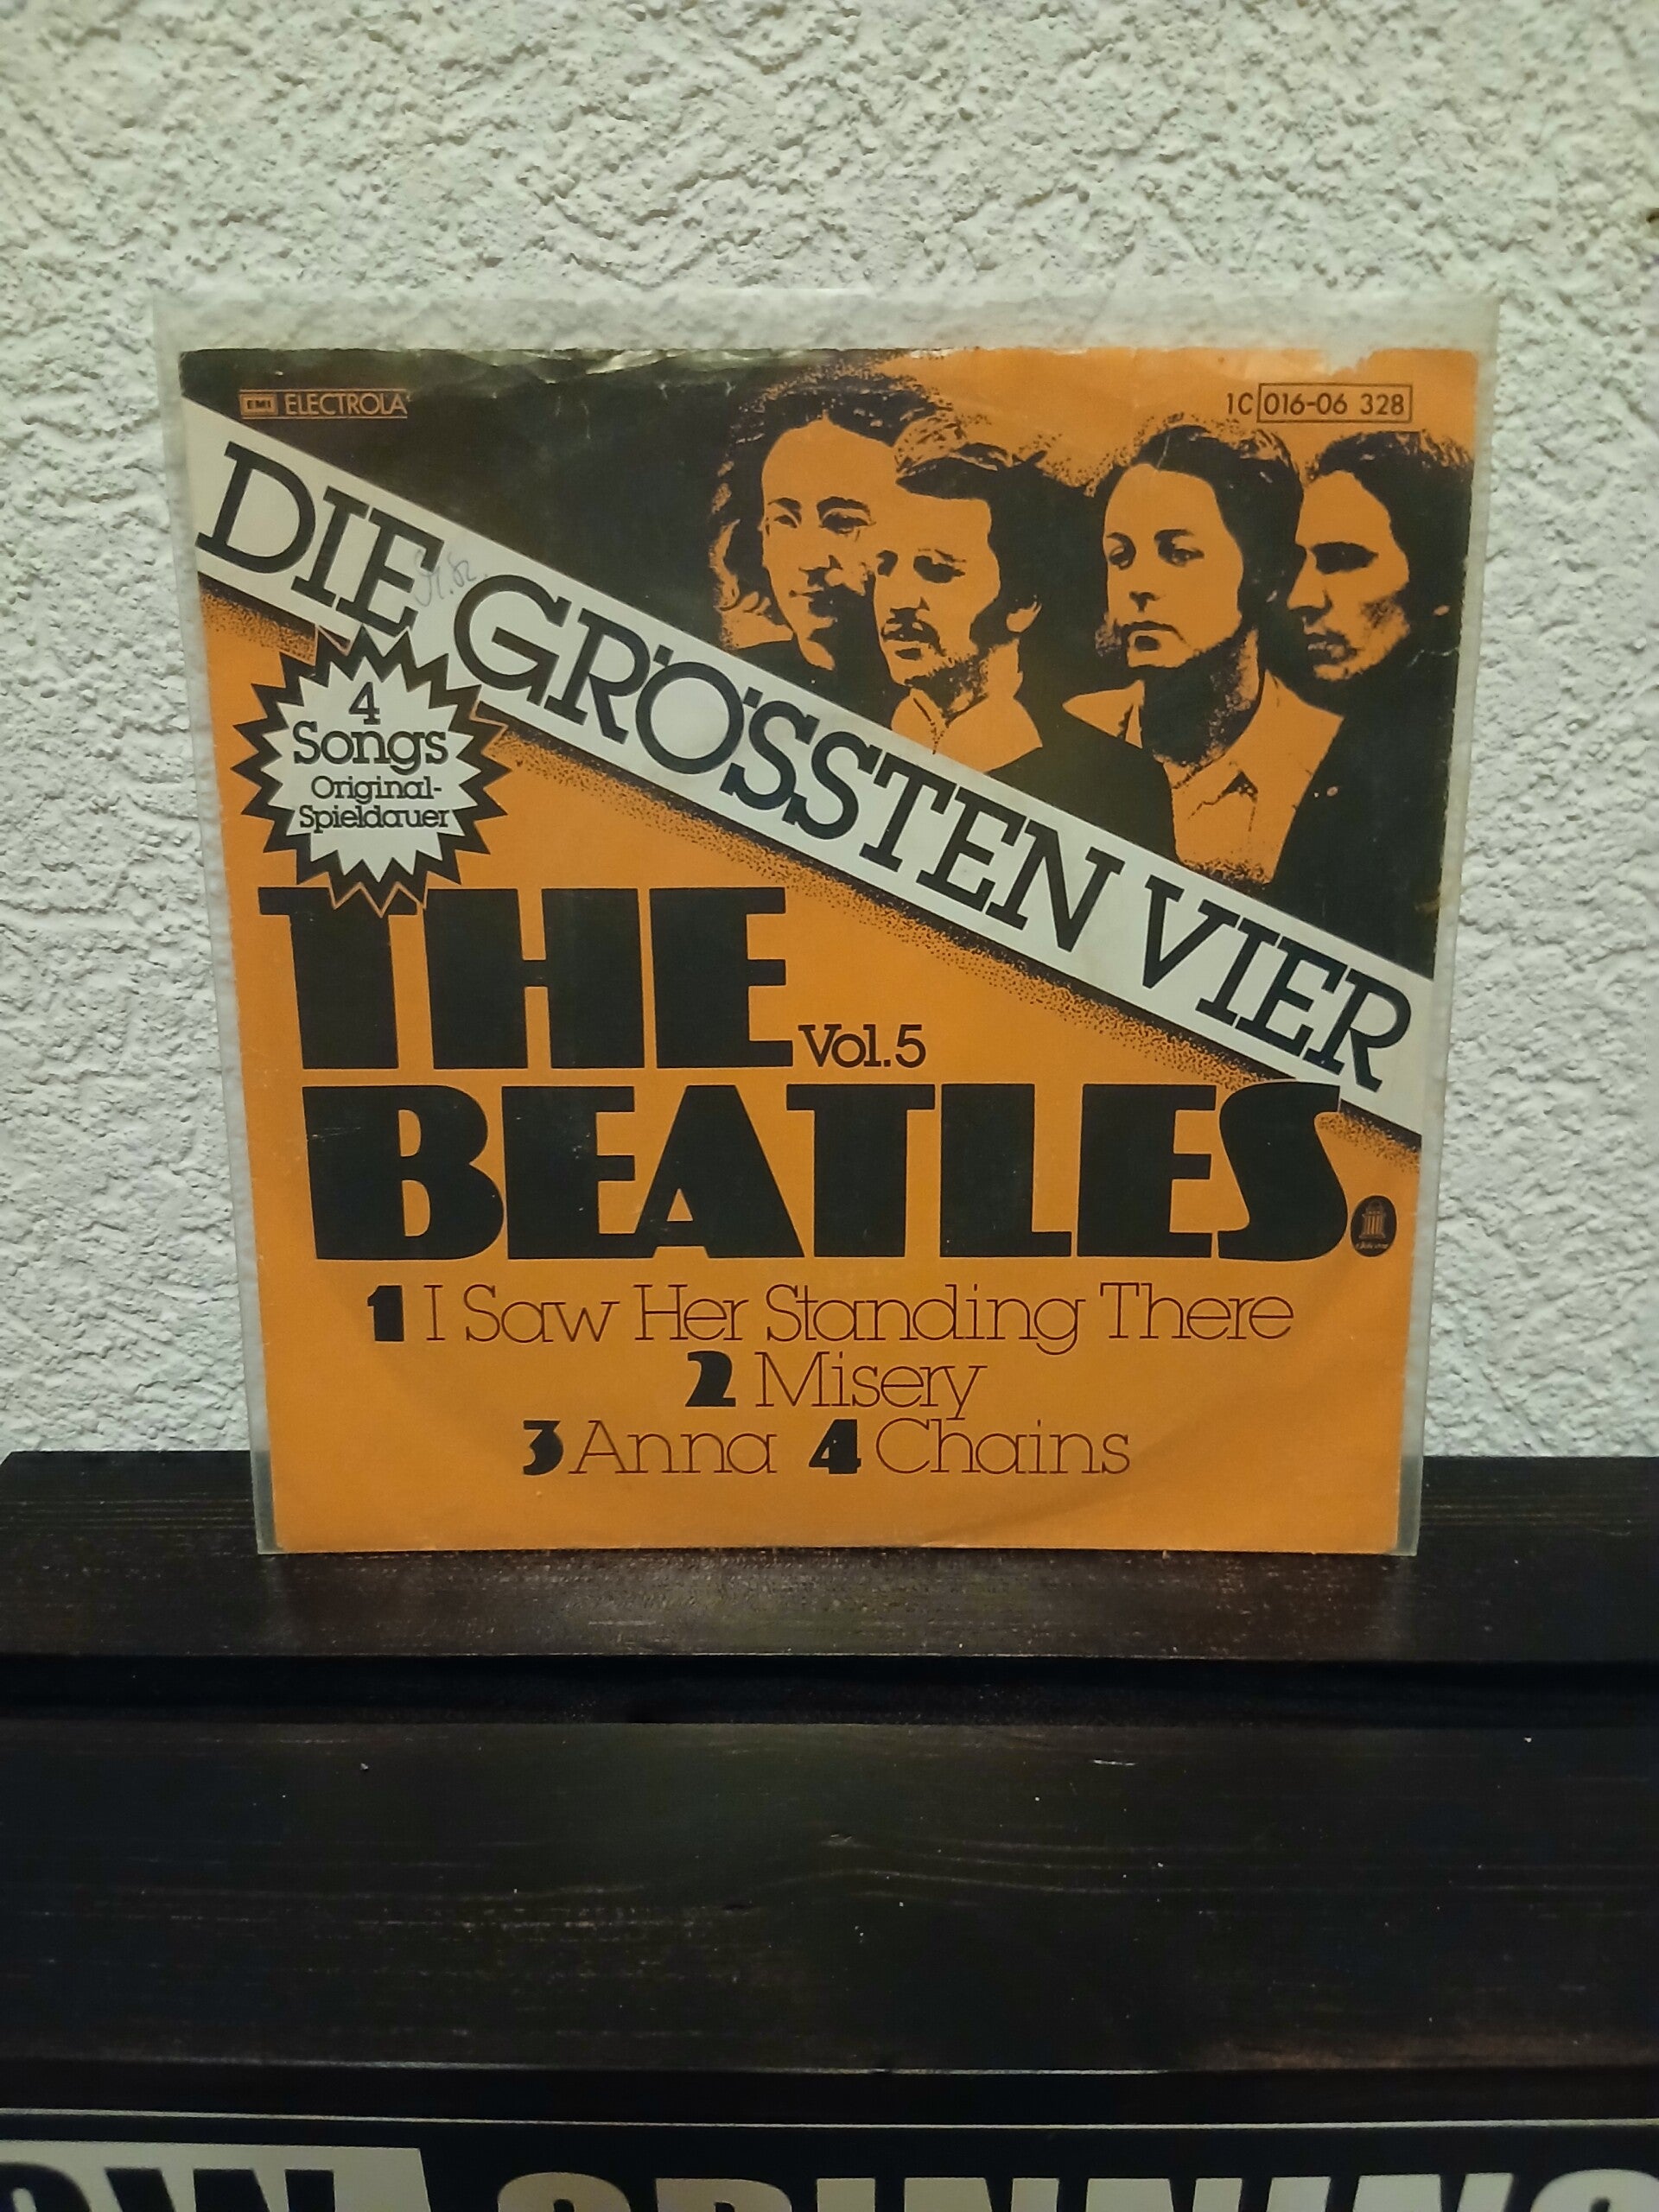 EMI ELECTROLA
1C 016-06 328
DIE GRÖSSTEN VIER
4
Songs
Original-
Spieldauer
THE
Vol.5
BEATLES
1 I Saw Her Standing There
2 Misery
3 Anna 4 Chains
SPINNING